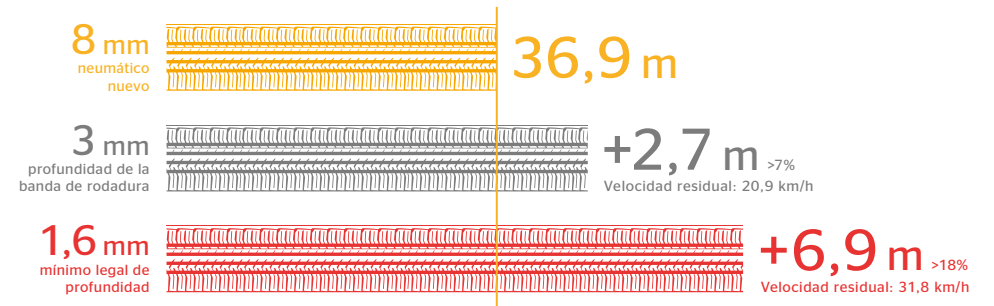 8 mm
neumático
nuevo
36,9 m
3 mm
profundidad de la
banda de rodadura
+2,7 m >7%
Velocidad residual: 20,9 km/h
1,6 mm
mínimo legal de
profundidad
+6,9 m >18%
Velocidad residual: 31,8 km/h